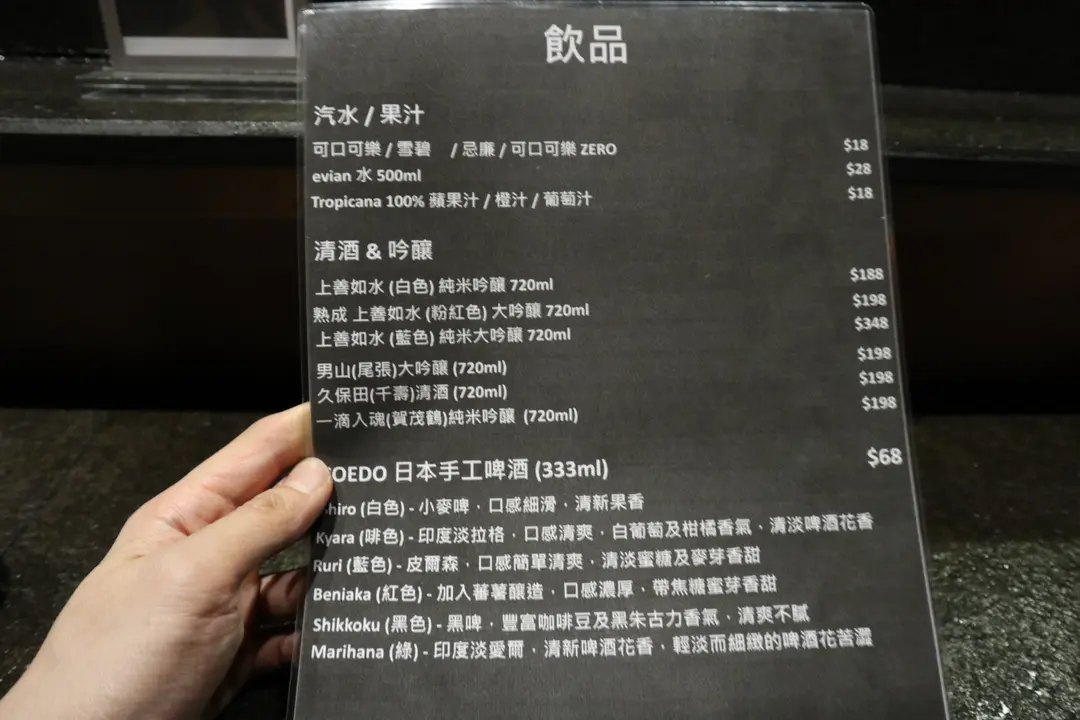 飲品
汽水 / 果汁
可口可樂 / 雪碧 / 忌廉 / 可口可樂 ZERO $18
evian 水 500ml $28
Tropicana 100% 蘋果汁 / 橙汁 / 葡萄汁 $18
清酒 & 吟釀
上善如水 (白色) 純米吟釀 720ml $188
熟成 上善如水 (粉紅色) 大吟釀 720ml $198
上善如水 (藍色) 純米大吟釀 720ml $348
男山(尾張)大吟釀 (720ml) $198
久保田(千壽)清酒 (720ml) $198
一滴入魂(賀茂鶴)純米吟釀 (720ml) $198
OEDO 日本手工啤酒 (333ml) $68
hiro (白色) - 小麥啤，口感細滑，清新果香
Kyara (啡色) - 印度淡拉格，口感清爽，白葡萄及柑橘香氣，清淡啤酒花香
Ruri (藍色) - 皮爾森，口感簡單清爽，清淡蜜糖及麥芽香甜
Beniaka (紅色) - 加入蕃薯釀造，口感濃厚，帶焦糖蜜芽香甜
Shikkoku (黑色) - 黑啤，豐富咖啡豆及黑朱古力香氣，清爽不膩
Marihana (綠) - 印度淡愛爾，清新啤酒花香，輕淡而細緻的啤酒花苦澀